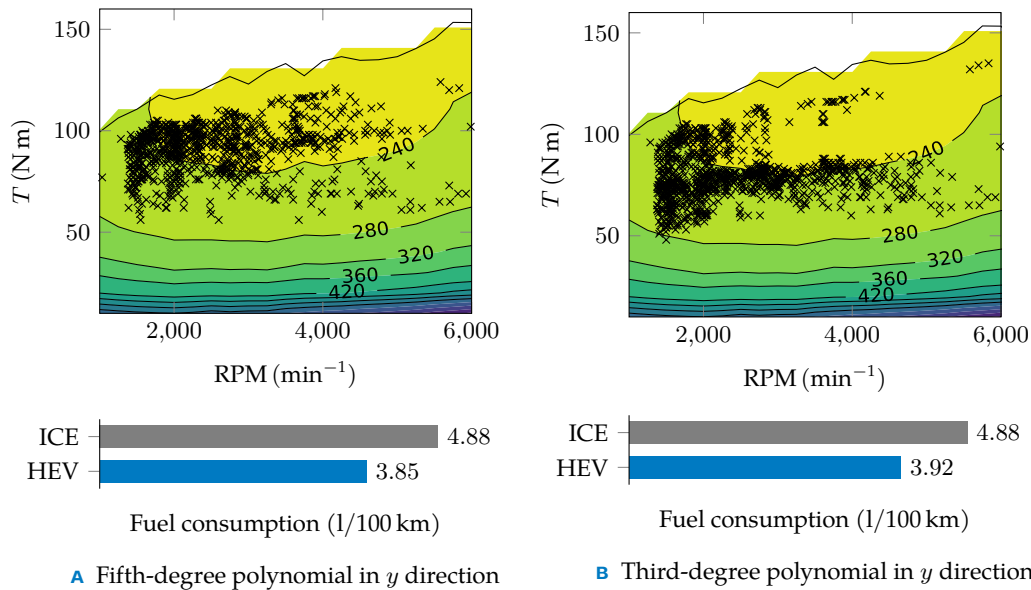 150
100
50
T (N m)
240
280
320
360
420
2,000
4,000
6,000
RPM (min−1)
ICE
4.88
HEV
3.85
Fuel consumption (l/100 km)
A Fifth-degree polynomial in y direction
150
100
50
T (N m)
240
280
320
360
420
2,000
4,000
6,000
RPM (min−1)
ICE
4.88
HEV
3.92
Fuel consumption (l/100 km)
B Third-degree polynomial in y direction